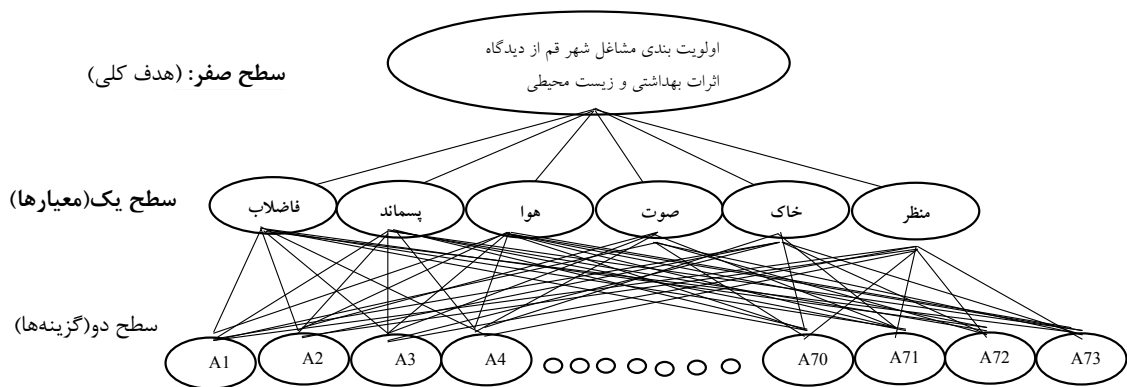 اولویت بندی مشاغل شهر قم از دیدگاه
اثرات بهداشتی و زیست محیطی
سطح صفر: (هدف کلی)
سطح یک(معیارها)
فاضلاب
پسماند
هوا
صوت
خاک
منظر
سطح دو(گزینه‌ها)
A1
A2
A3
A4
A70
A71
A72
A73